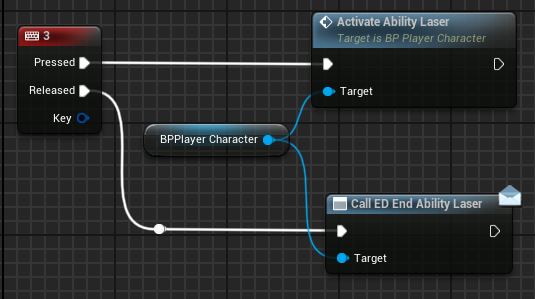 3
Pressed
Released
Key
Activate Ability Laser
Target is BP Player Character
Target
BPPlayer Character
Call ED End Ability Laser
Target